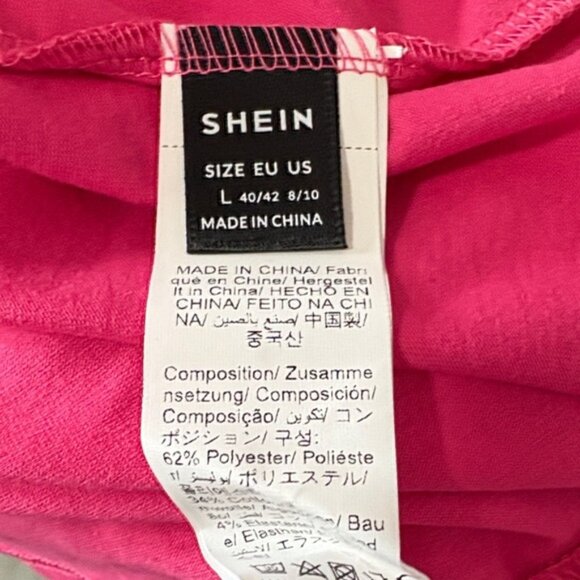 SHEIN
SIZE EU US
L 40/42 8/10
MADE IN CHINA
MADE IN CHINA/ Fabri
qué en Chine/ Hergestel
lt in China/ HECHO EN
CHINA/ FEITO NA CHI
NA/ صنع بالصين/ 中国製/
중국산
Composition/ Zusamme
nsetzung/ Composición/
Composição/ تكوين/ コン
ポジション/ 구성:
62% Polyester/ Poliéste
ポリエステル/
4% Elastane/ Bau